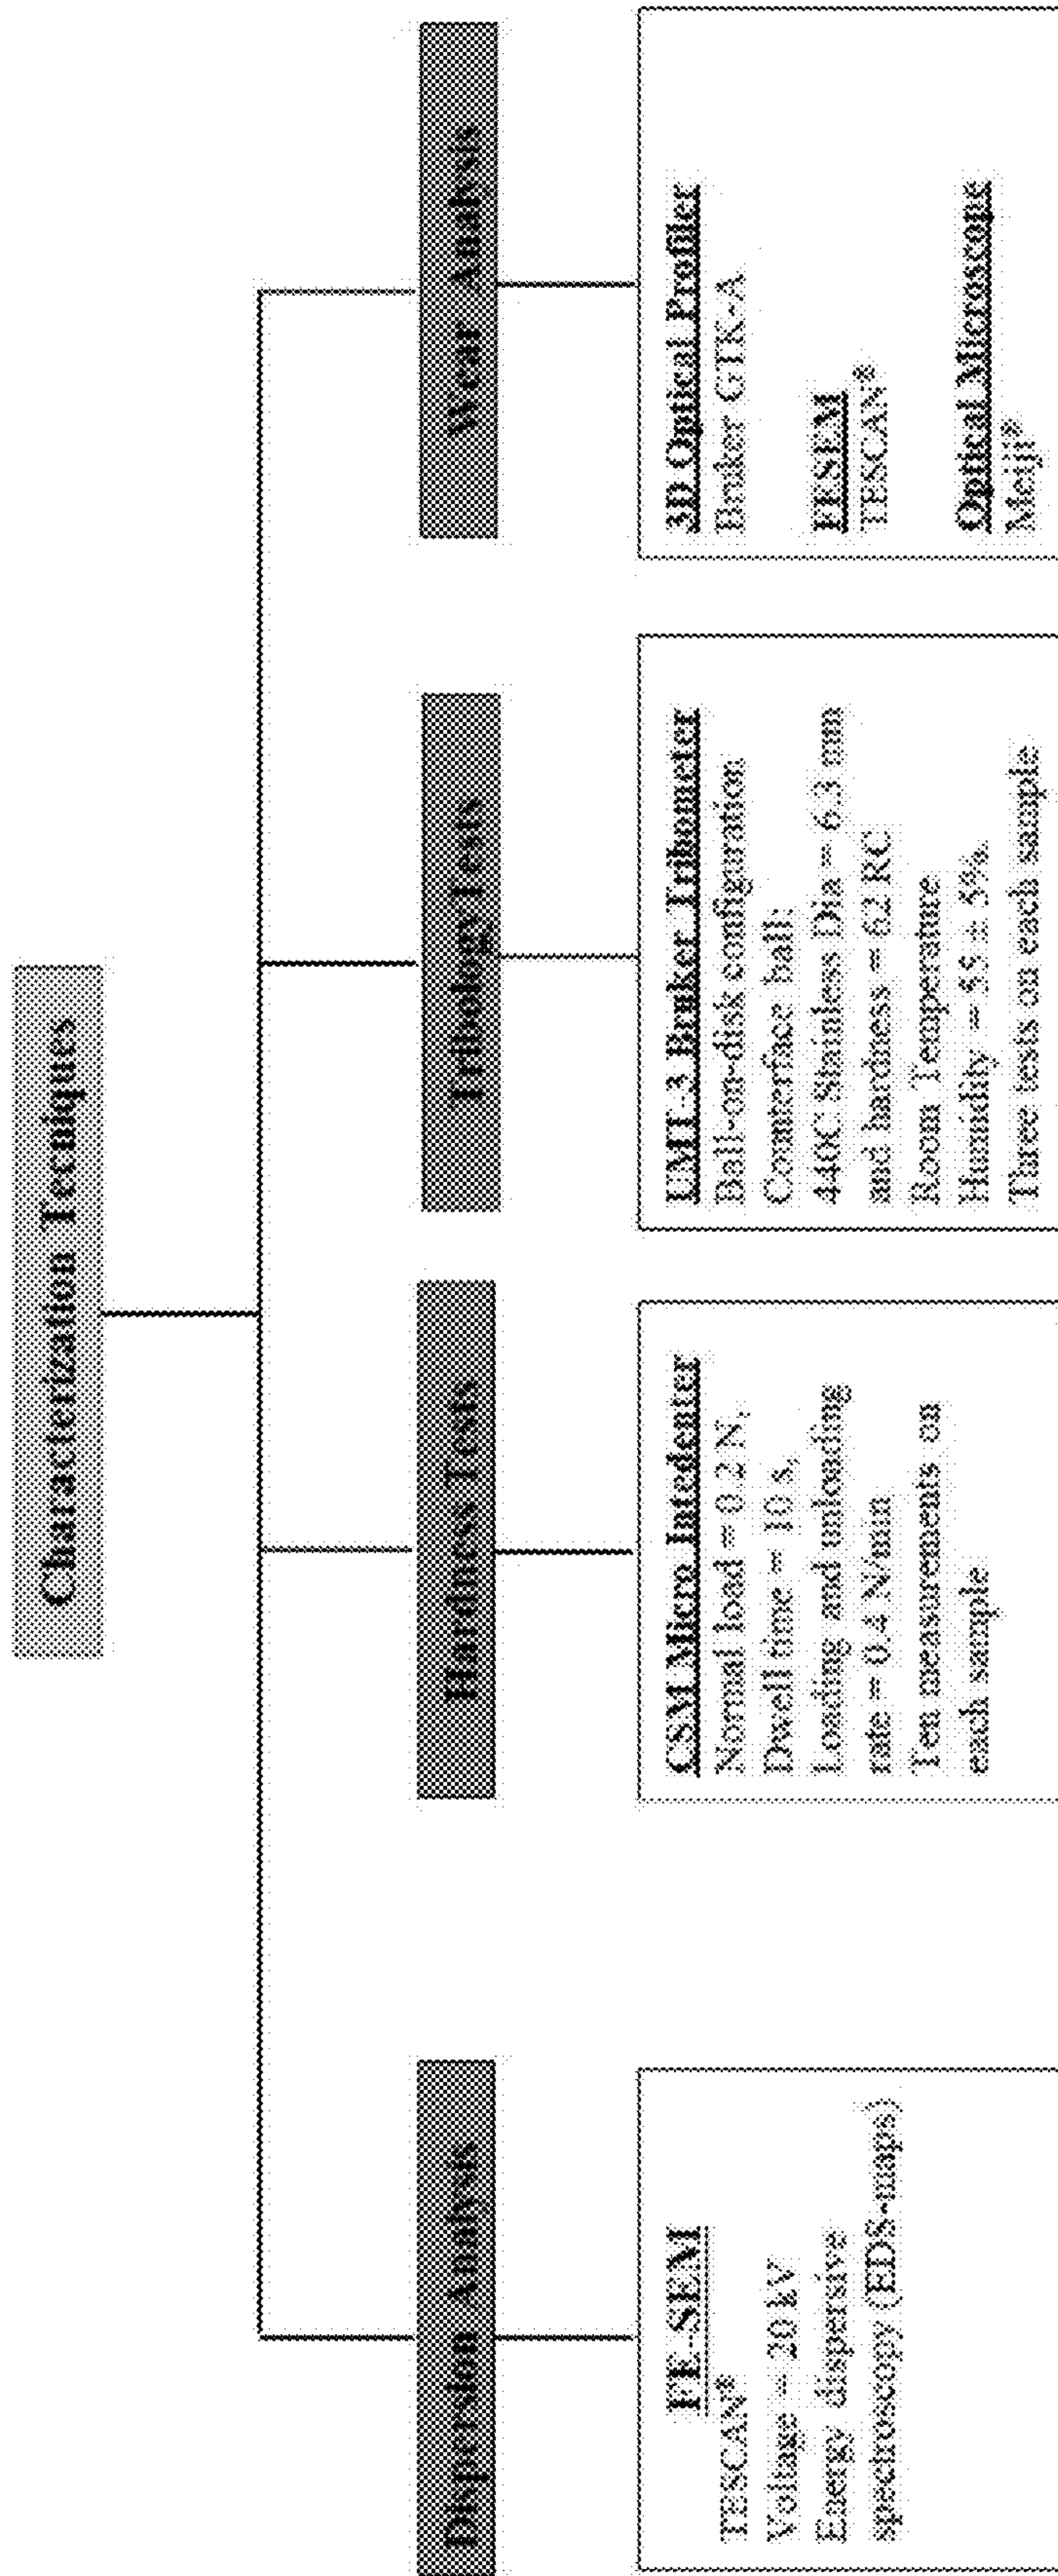 Characterization Tecniques
Dispersion Analysis
FE-SEM
TESCAN®
Voltage = 20 kV
Energy dispersive
spectroscopy (EDS-maps)
Hardness Tests
CSM Micro Intedenter
Normal load = 0.2 N,
Dwell time = 10 s,
Loading and unloading
rate = 0.4 N/min
Ten measurements on
each sample
Tribology Tests
UMT-3 Bruker Tribometer
Ball-on-disk configuration
Counterface ball:
440C Stainless Dia = 6.3 mm
and hardness = 62 RC
Room Temperature
Humidity = 55 ± 5%.
Three tests on each sample
Wear Analysis
3D Optical Profiler
Bruker GTK-A
FESEM
TESCAN®
Optical Microscope
Meiji®